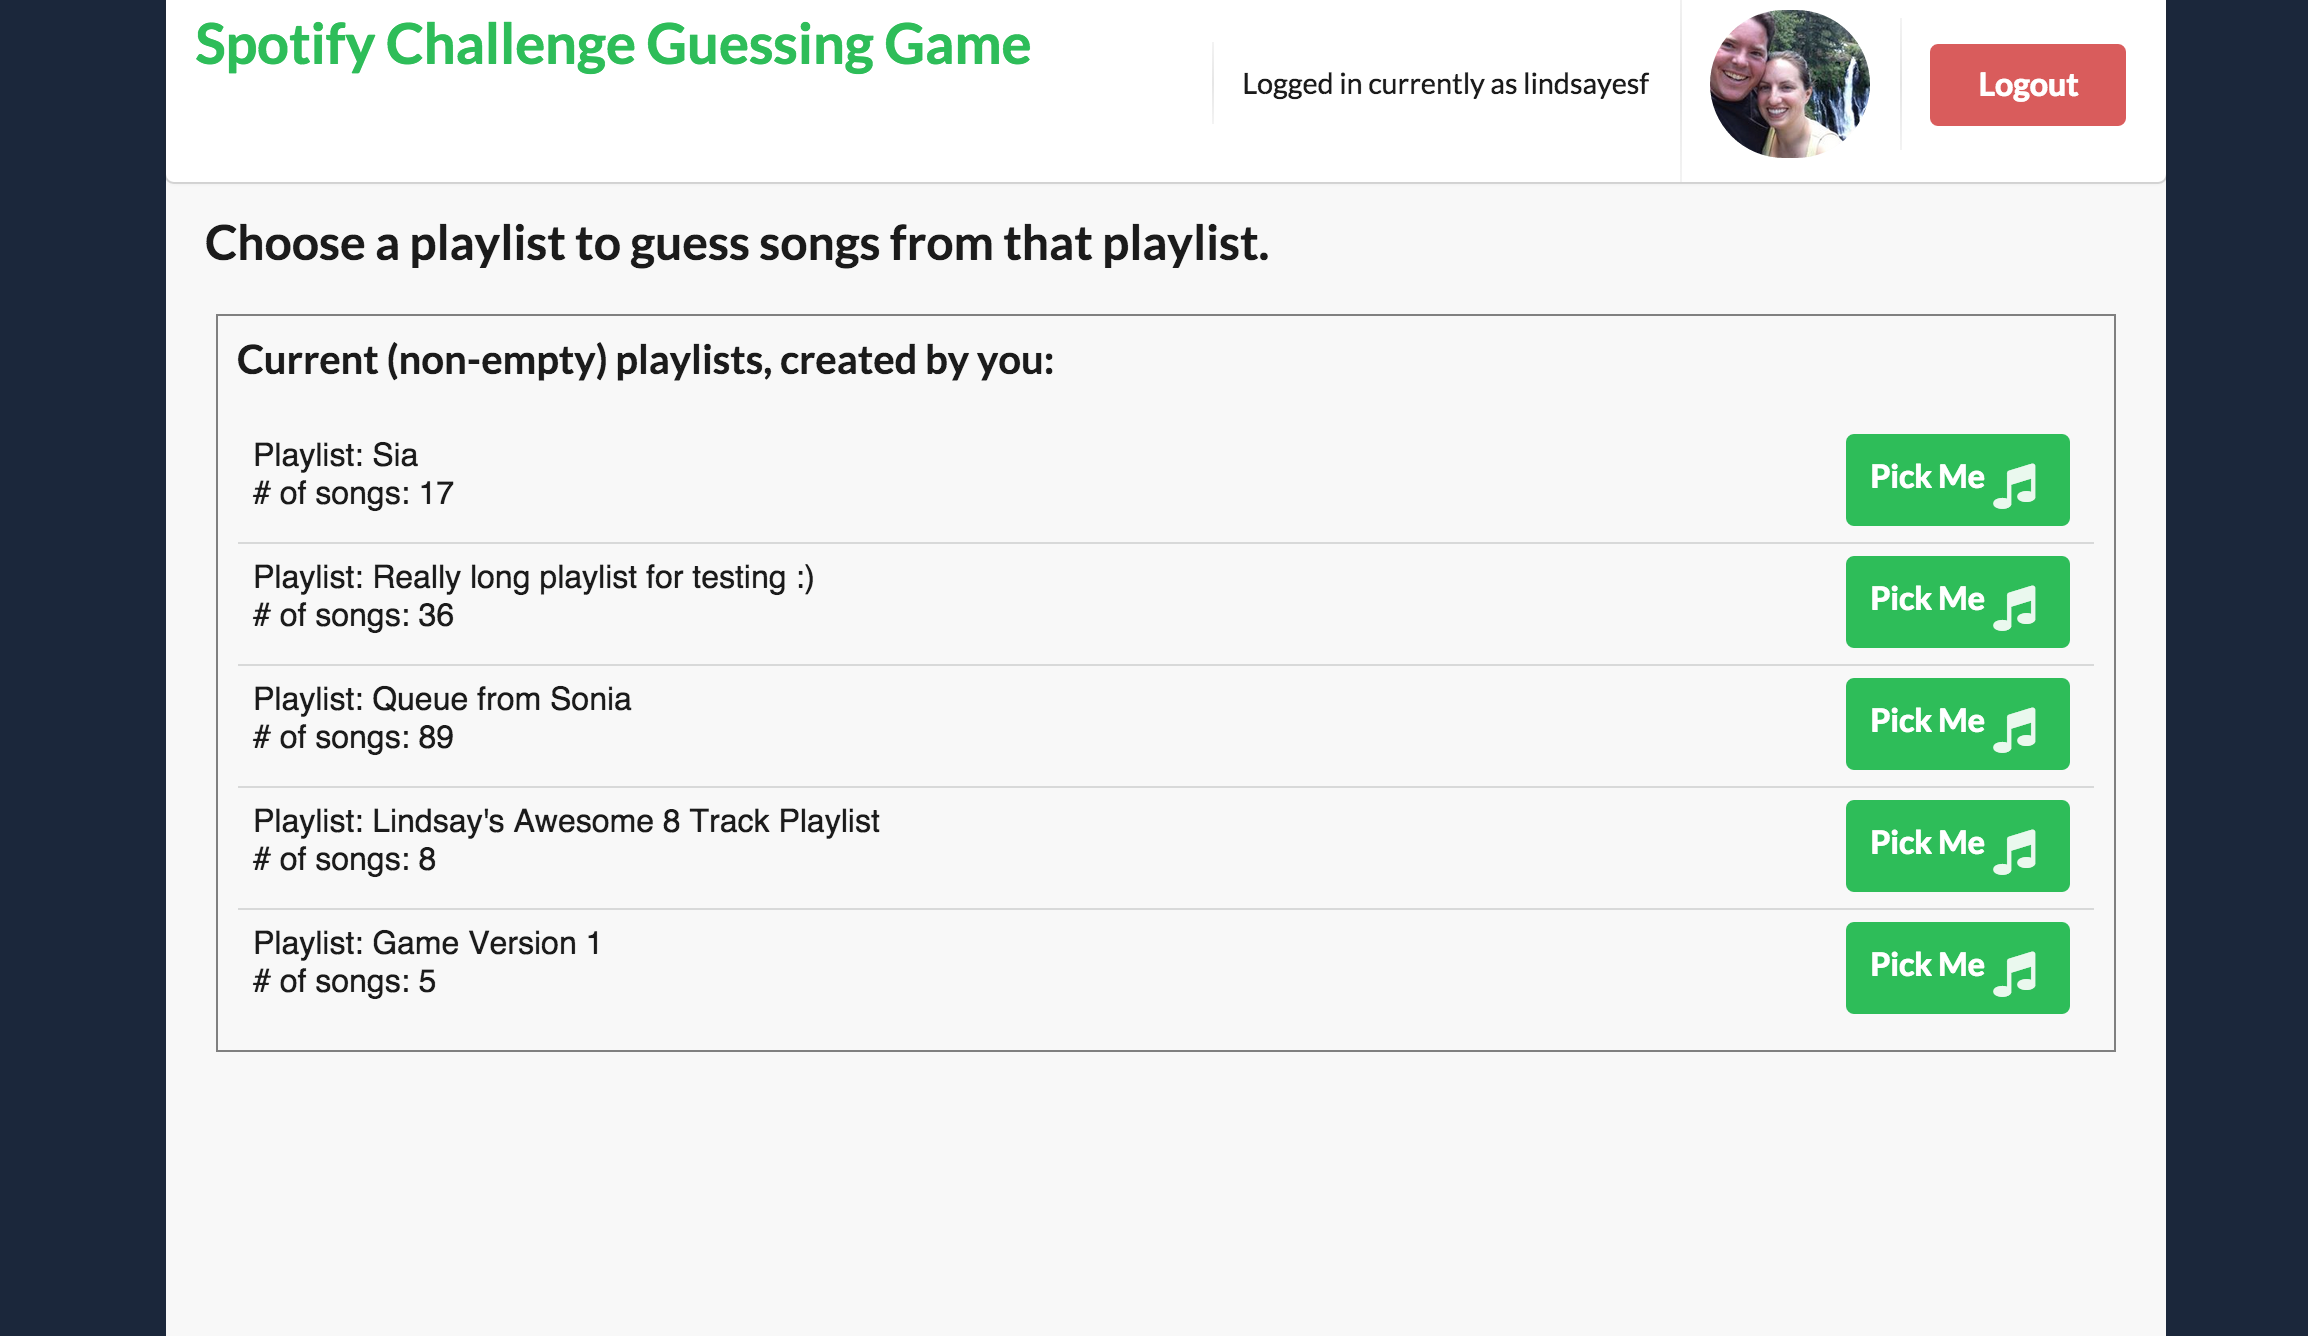 Spotify Challenge Guessing Game
Logged in currently as lindsayesf
Logout
Choose a playlist to guess songs from that playlist.
Current (non-empty) playlists, created by you:
Playlist: Sia
# of songs: 17
Pick Me
Playlist: Really long playlist for testing :)
# of songs: 36
Pick Me
Playlist: Queue from Sonia
# of songs: 89
Pick Me
Playlist: Lindsay's Awesome 8 Track Playlist
# of songs: 8
Pick Me
Playlist: Game Version 1
# of songs: 5
Pick Me